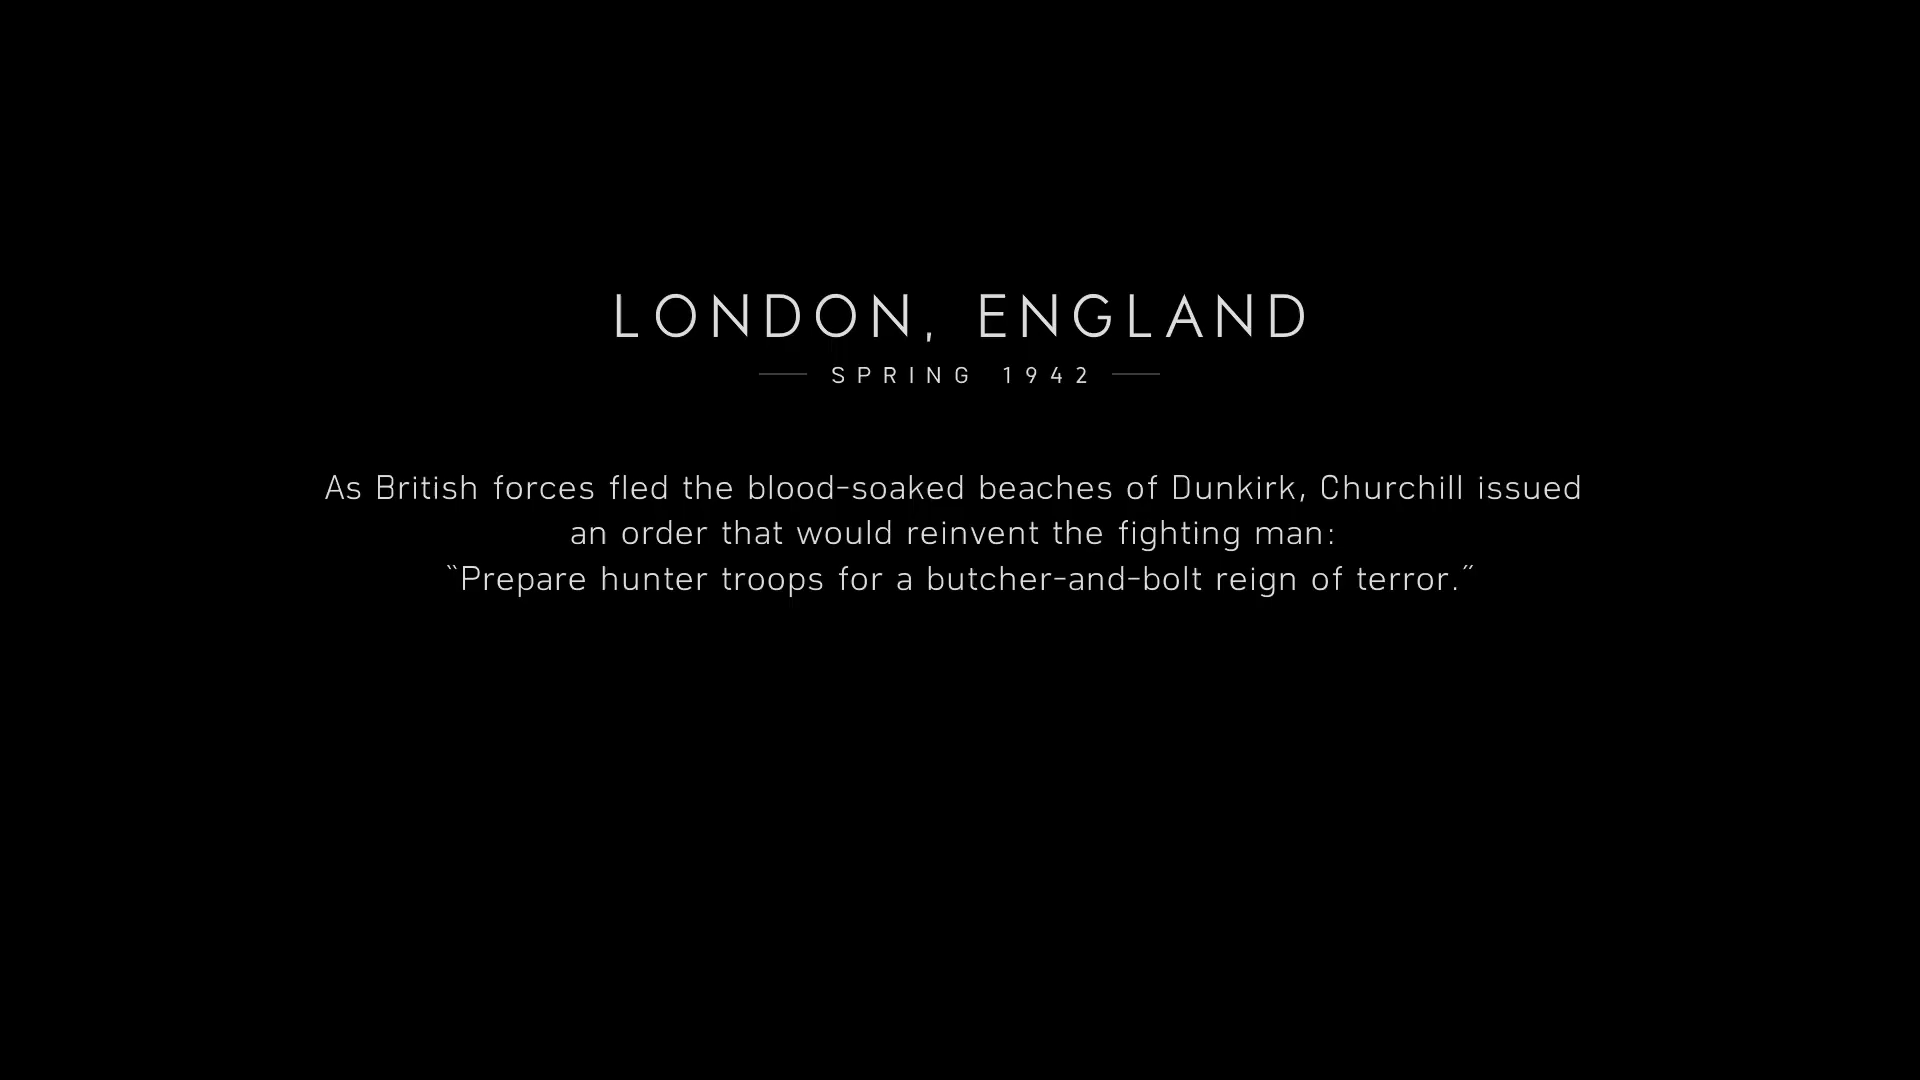 LONDON, ENGLAND
SPRING 1942
As British forces fled the blood-soaked beaches of Dunkirk, Churchill issued
an order that would reinvent the fighting man:
“Prepare hunter troops for a butcher-and-bolt reign of terror.”